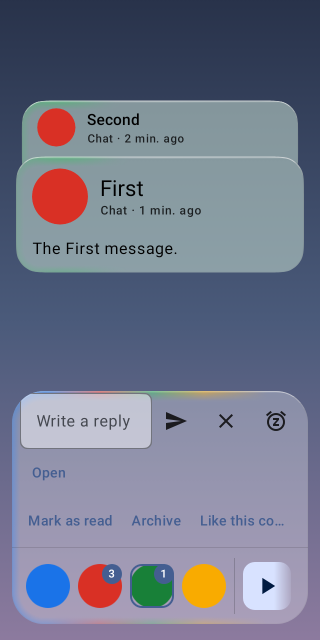 Second
Chat · 2 min. ago
First
Chat · 1 min. ago
The First message.
Write a reply
Open
Mark as read Archive Like this co…
3 1